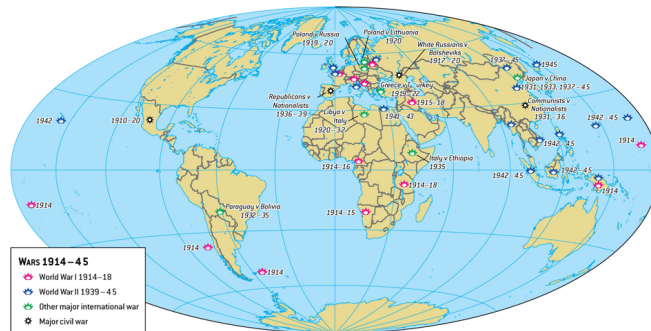 Poland v Russia
1919 - 20
Poland v Lithuania
1920
White Russians v
Bolsheviks
1917 - 20
1937 - 45
1945
Japan v China
1931, 1933, 1937-45
Republicans v
Nationalists
1936 - 39
Greece v Turkey
1919 - 22
1915 - 18
Communists v
Nationalists
1931 - 36
1942
1910 - 20
Libya v
Italy
1920 - 32
1941 - 43
1942 - 45
1914
1942 - 45
1914 - 16
Italy v Ethiopia
1935
1942 - 45
1942 - 45
1914 - 18
1914
1914
Paraguay v Bolivia
1932 - 35
1914 - 15
1914
1914
WARS 1914–45
World War I 1914–18
World War II 1939–45
Other major international war
Major civil war